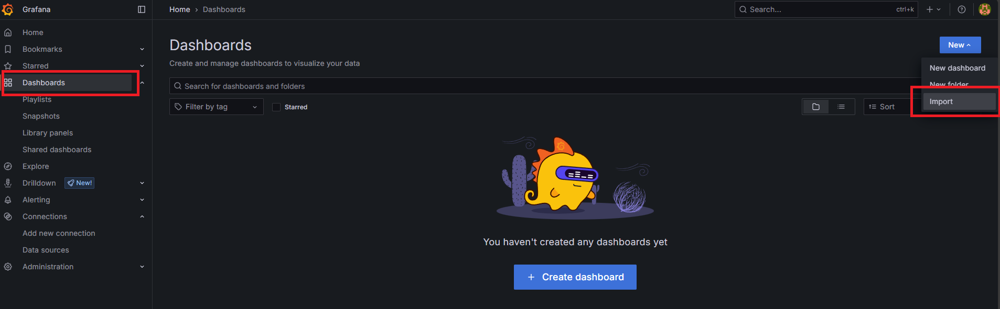 Grafana
Home › Dashboards
Search...
ctrl+k
Home
Bookmarks
Starred
Dashboards
Playlists
Snapshots
Library panels
Shared dashboards
Explore
Drilldown New!
Alerting
Connections
Add new connection
Data sources
Administration
Dashboards
Create and manage dashboards to visualize your data
New
New dashboard
New folder
Import
Search for dashboards and folders
Filter by tag
Starred
Sort
You haven't created any dashboards yet
+ Create dashboard